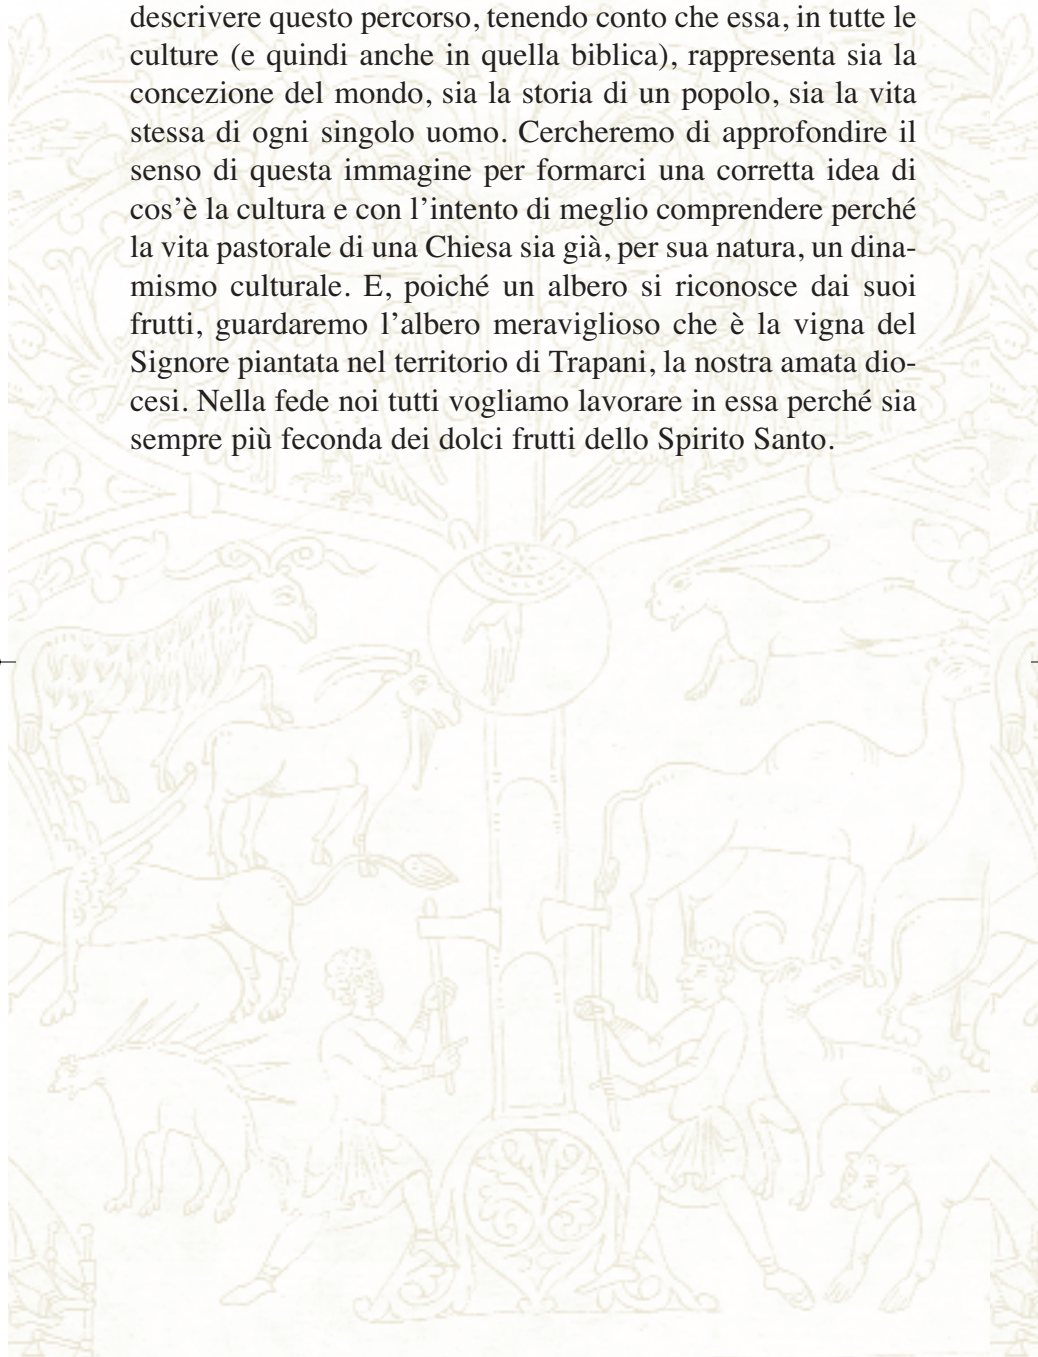 descrivere questo percorso, tenendo conto che essa, in tutte le
culture (e quindi anche in quella biblica), rappresenta sia la
concezione del mondo, sia la storia di un popolo, sia la vita
stessa di ogni singolo uomo. Cercheremo di approfondire il
senso di questa immagine per formarci una corretta idea di
cos’è la cultura e con l’intento di meglio comprendere perché
la vita pastorale di una Chiesa sia già, per sua natura, un dina-
mismo culturale. E, poiché un albero si riconosce dai suoi
frutti, guardaremo l’albero meraviglioso che è la vigna del
Signore piantata nel territorio di Trapani, la nostra amata dio-
cesi. Nella fede noi tutti vogliamo lavorare in essa perché sia
sempre più feconda dei dolci frutti dello Spirito Santo.